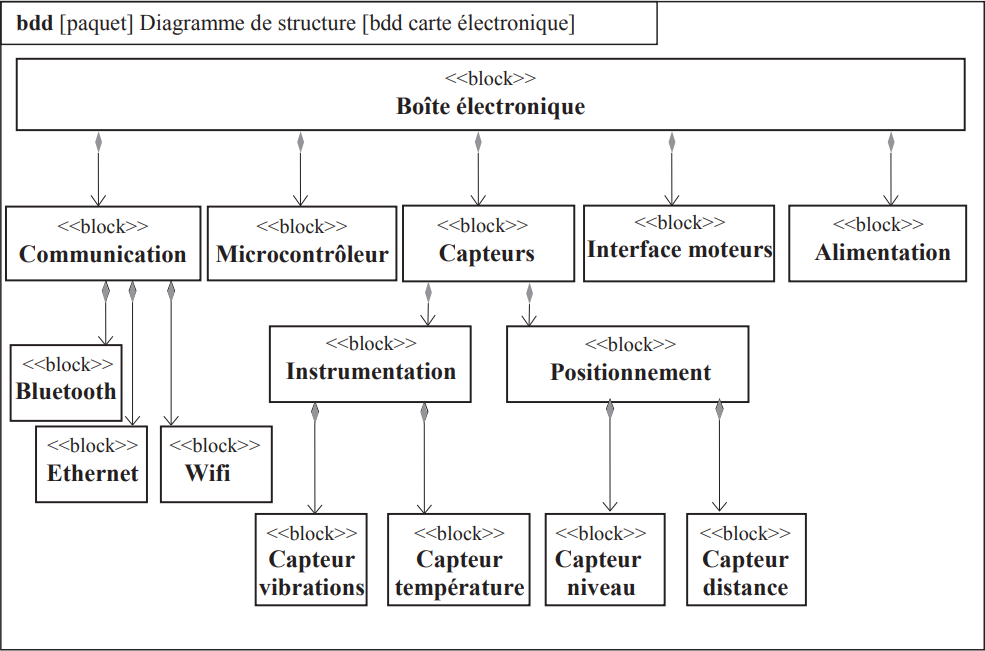 bdd [paquet] Diagramme de structure [bdd carte électronique]
<<block>>
Boîte électronique
<<block>>
Communication
<<block>>
Microcontrôleur
<<block>>
Capteurs
<<block>>
Interface moteurs
<<block>>
Alimentation
<<block>>
Bluetooth
<<block>>
Ethernet
<<block>>
Wifi
<<block>>
Instrumentation
<<block>>
Positionnement
<<block>>
Capteur
vibrations
<<block>>
Capteur
température
<<block>>
Capteur
niveau
<<block>>
Capteur
distance